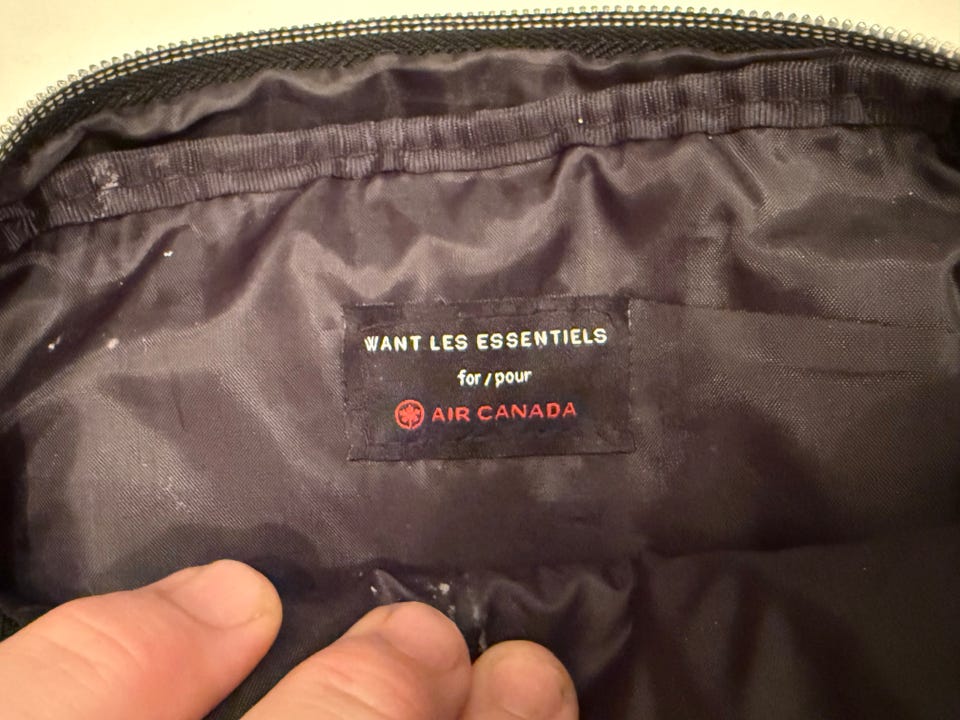 WANT LES ESSENTIELS
for/pour
AIR CANADA